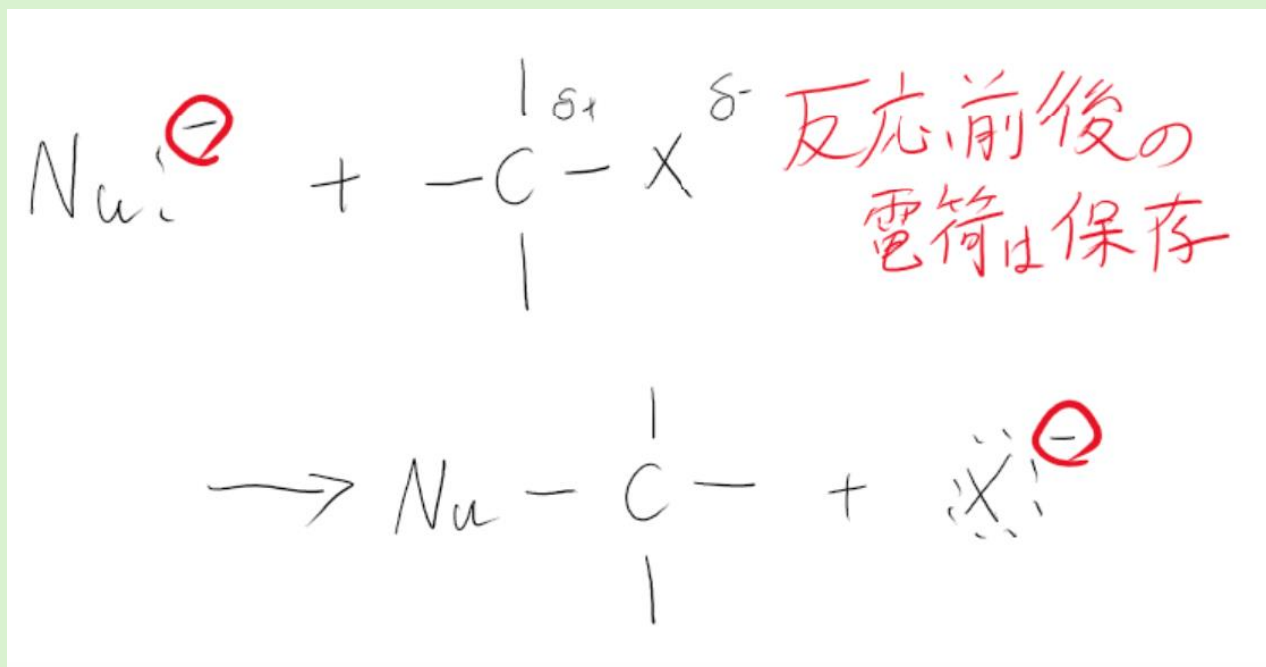 Nu:⊖ + -C-X δ+ δ-
反応前後の
電荷は保存
→ Nu-C- + :X:⊖